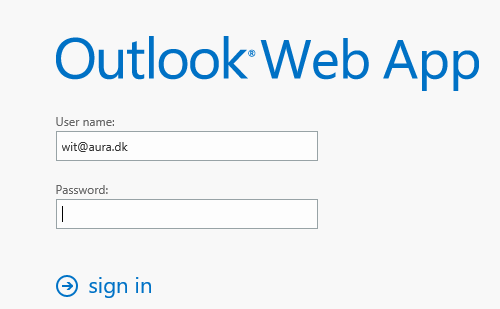 Outlook® Web App
User name:
wit@aura.dk
Password:
sign in